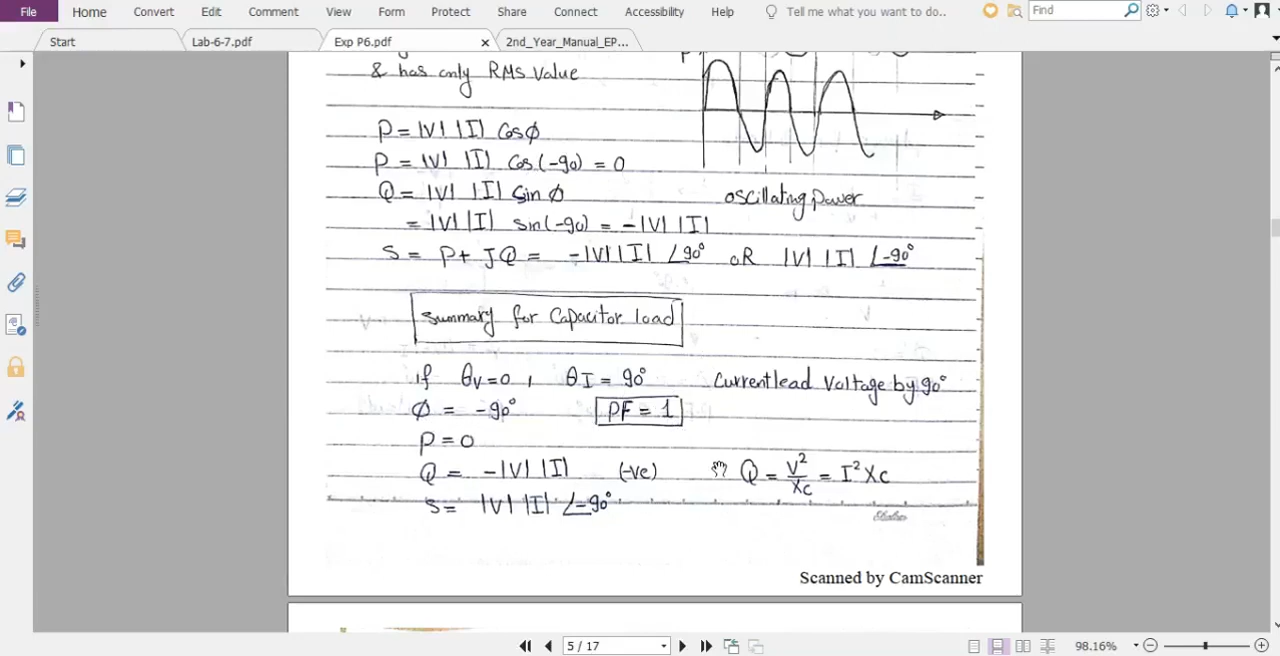 File Home Convert Edit Comment View Form Protect Share Connect Accessibility Help Tell me what you want to do.. Find
Start Lab-6-7.pdf Exp P6.pdf 2nd_Year_Manual_EP...
& has only RMS value
P = |V| |I| Cosφ
P = |V| |I| Cos(-90) = 0
Q = |V| |I| Sin φ
oscillating power
= |V| |I| sin(-90) = -|V| |I|
S = P + JQ = -|V| |I| ∠90° OR |V| |I| ∠-90°
Summary for Capacitor load
if θV=0, θI = 90° Current lead Voltage by 90°
φ = -90° PF = 1
P = 0
Q = -|V| |I| (-ve) Q = V²/Xc = I² Xc
S = |V| |I| ∠-90°
Scanned by CamScanner
5 / 17 98.16%